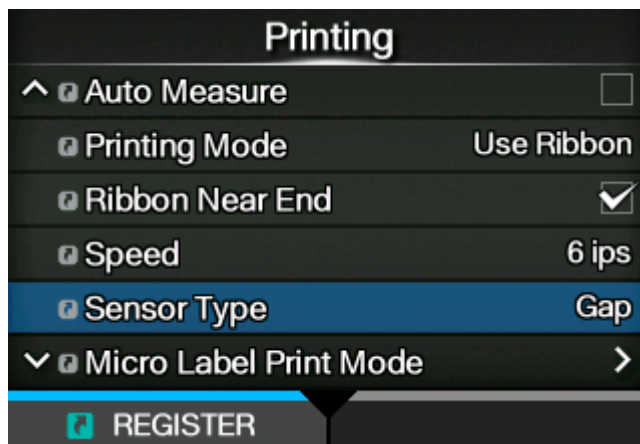 Printing
Auto Measure
Printing Mode Use Ribbon
Ribbon Near End
Speed 6 ips
Sensor Type Gap
Micro Label Print Mode
REGISTER